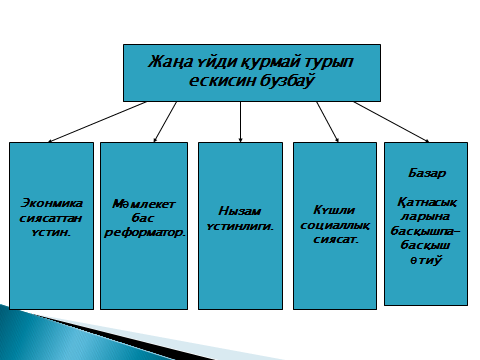 Жаңа үйди қурмай турып
ескисин бузбаў
Экономика
сиясаттан
үстин.
Мәмлекет
бас
реформатор.
Нызам
үстинлиги.
Күшли
социаллық
сиясат.
Базар
Қатнасық
ларына
басқышпа-
басқыш
өтиў